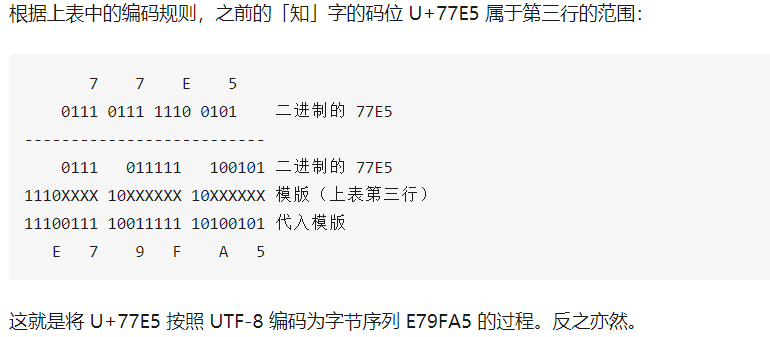 根据上表中的编码规则，之前的「知」字的码位 U+77E5 属于第三行的范围：
7 7 E 5
0111 0111 1110 0101 二进制的 77E5
--------------------------
0111 011111 100101 二进制的 77E5
1110XXXX 10XXXXXX 10XXXXXX 模版（上表第三行）
11100111 10011111 10100101 代入模版
E 7 9 F A 5
这就是将 U+77E5 按照 UTF-8 编码为字节序列 E79FA5 的过程。反之亦然。